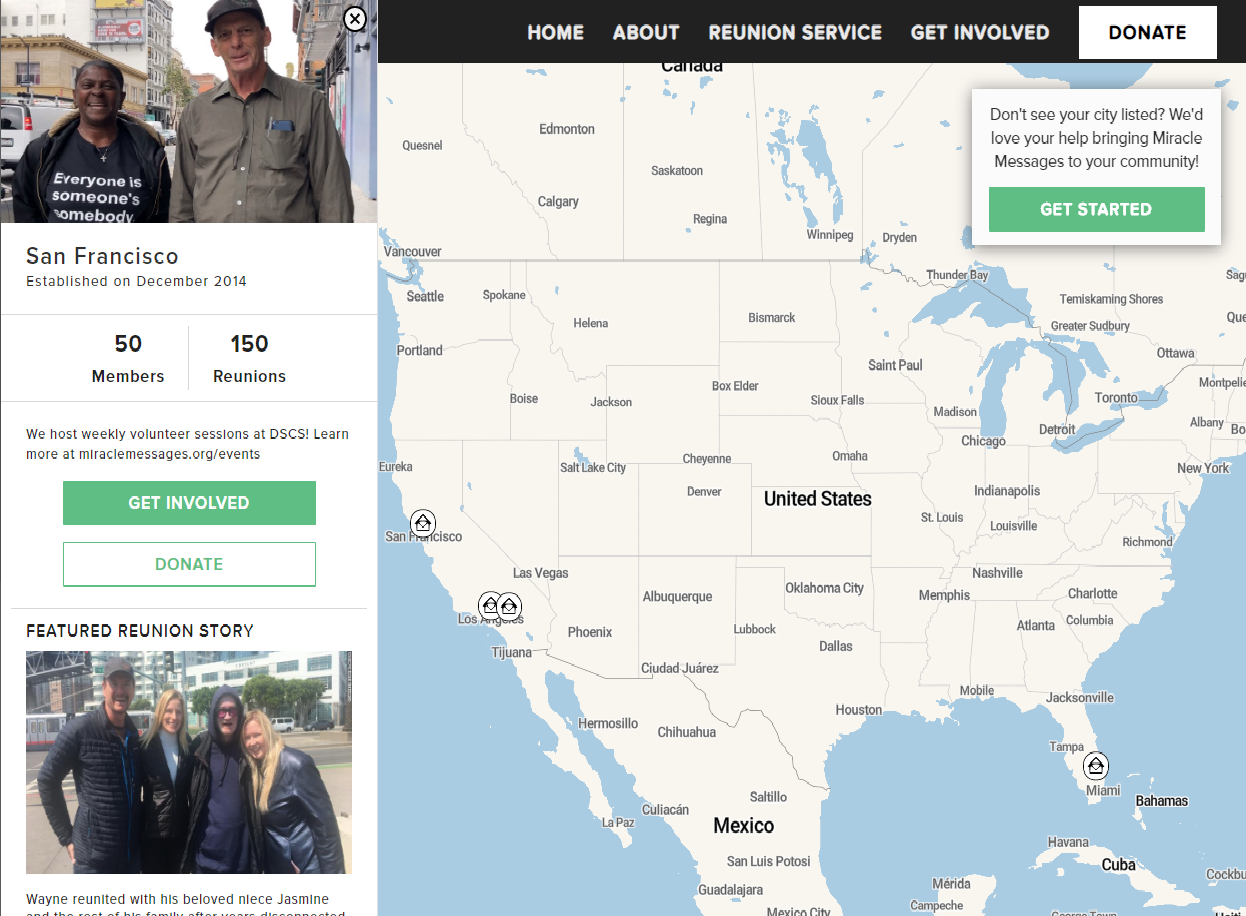 HOME ABOUT REUNION SERVICE GET INVOLVED DONATE
Everyone is
someone's
somebody.
San Francisco
Established on December 2014
50
Members
150
Reunions
We host weekly volunteer sessions at DSCS! Learn
more at miraclemessages.org/events
GET INVOLVED
DONATE
FEATURED REUNION STORY
Wayne reunited with his beloved niece Jasmine
and the rest of his family after years disconnected
Don't see your city listed? We'd
love your help bringing Miracle
Messages to your community!
GET STARTED
Canada
Edmonton
Quesnel
Saskatoon
Calgary
Regina
Winnipeg
Dryden
Vancouver
Thunder Bay
Seattle
Spokane
Temiskaming Shores
Helena
Bismarck
Greater Sudbury
Portland
Ottawa
Saint Paul
Box Elder
Montpelie
Boise
Jackson
Sioux Falls
Toronto
Madison
Albany
Detroit
Chicago
Eureka
Salt Lake City
Cheyenne
Omaha
New York
Denver
United States
Indianapolis
St. Louis
Louisville
San Francisco
Richmond
Las Vegas
Nashville
Oklahoma City
Albuquerque
Memphis
Charlotte
Los Angeles
Columbia
Phoenix
Lubbock
Atlanta
Dallas
Tijuana
Ciudad Juárez
Mobile
Jacksonville
Houston
Hermosillo
Chihuahua
Tampa
Miami
Saltillo
Bahamas
Culiacán
La Paz
Mexico
Havana
San Luis Potosi
Cuba
Cockbu
Mérida
Guadalajara
Campeche
Mexico City
George Town